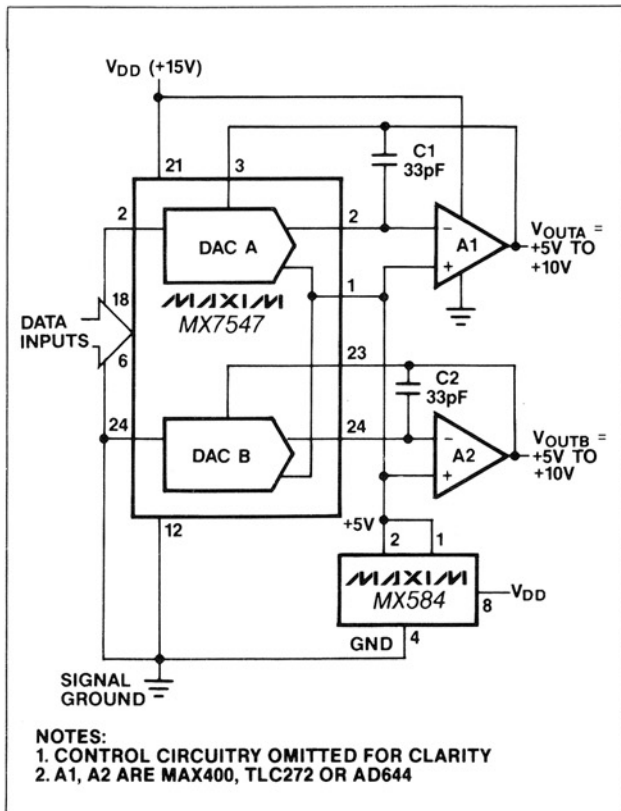 VDD (+15V)
21
3
C1
33pF
2
2
DAC A
A1
VOUTA =
+5V TO
+10V
-
+
1
18
MAXIM
MX7547
DATA
INPUTS
6
23
C2
33pF
24
24
DAC B
A2
VOUTB =
+5V TO
+10V
-
+
12
+5V
2
1
MAXIM
MX584
8
VDD
GND
4
SIGNAL
GROUND
NOTES:
1. CONTROL CIRCUITRY OMITTED FOR CLARITY
2. A1, A2 ARE MAX400, TLC272 OR AD644